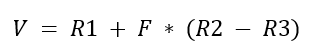 V = R1 + F * (R2 − R3)